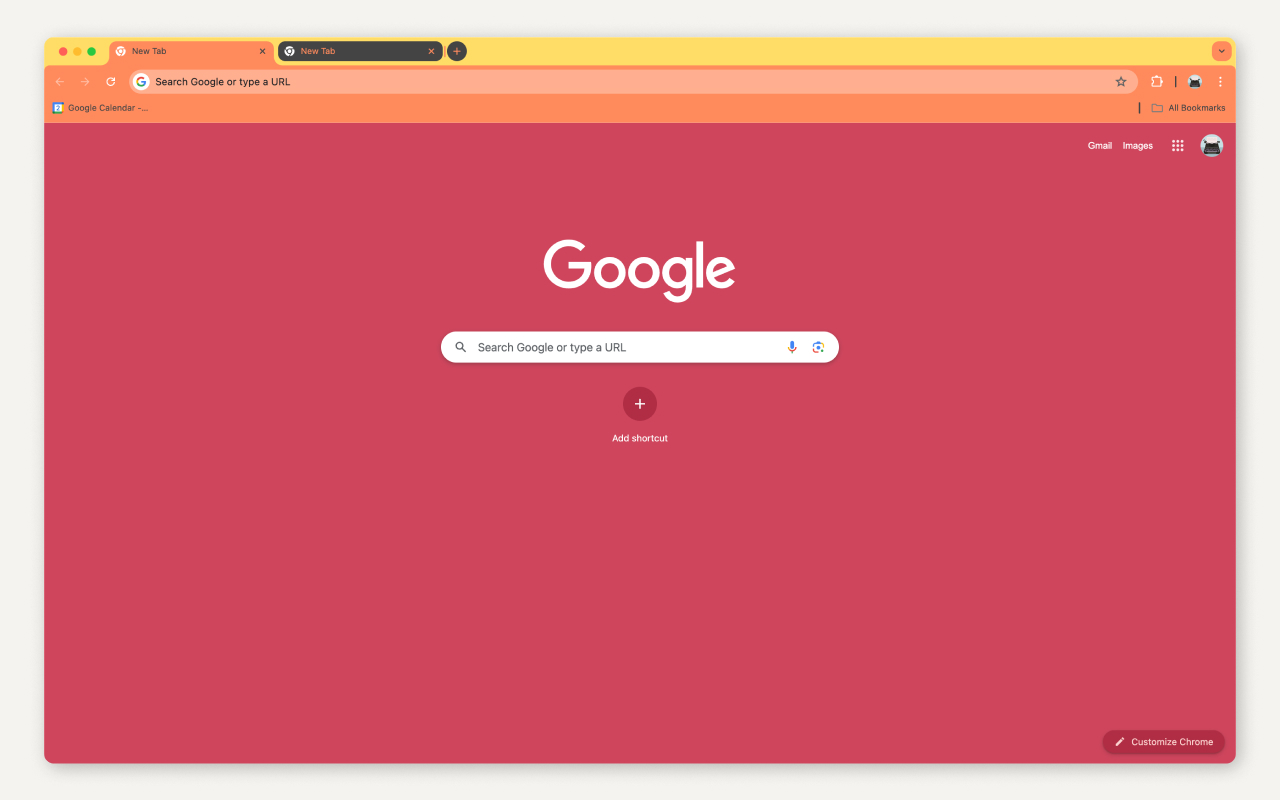 New Tab
New Tab
Search Google or type a URL
Google Calendar -...
All Bookmarks
Gmail
Images
Google
Search Google or type a URL
Add shortcut
Customize Chrome